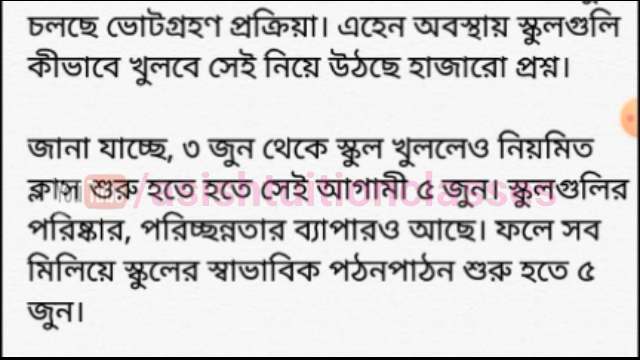 চলছে ভোটগ্রহণ প্রক্রিয়া। এহেন অবস্থায় স্কুলগুলি
কীভাবে খুলবে সেই নিয়ে উঠছে হাজারো প্রশ্ন।
জানা যাচ্ছে, ৩ জুন থেকে স্কুল খুললেও নিয়মিত
ক্লাস শুরু হতে হতে সেই আগামী ৫ জুন। স্কুলগুলির
/asishtuitionclasses
পরিষ্কার, পরিচ্ছন্নতার ব্যাপারও আছে। ফলে সব
মিলিয়ে স্কুলের স্বাভাবিক পঠনপাঠন শুরু হতে ৫
জুন।